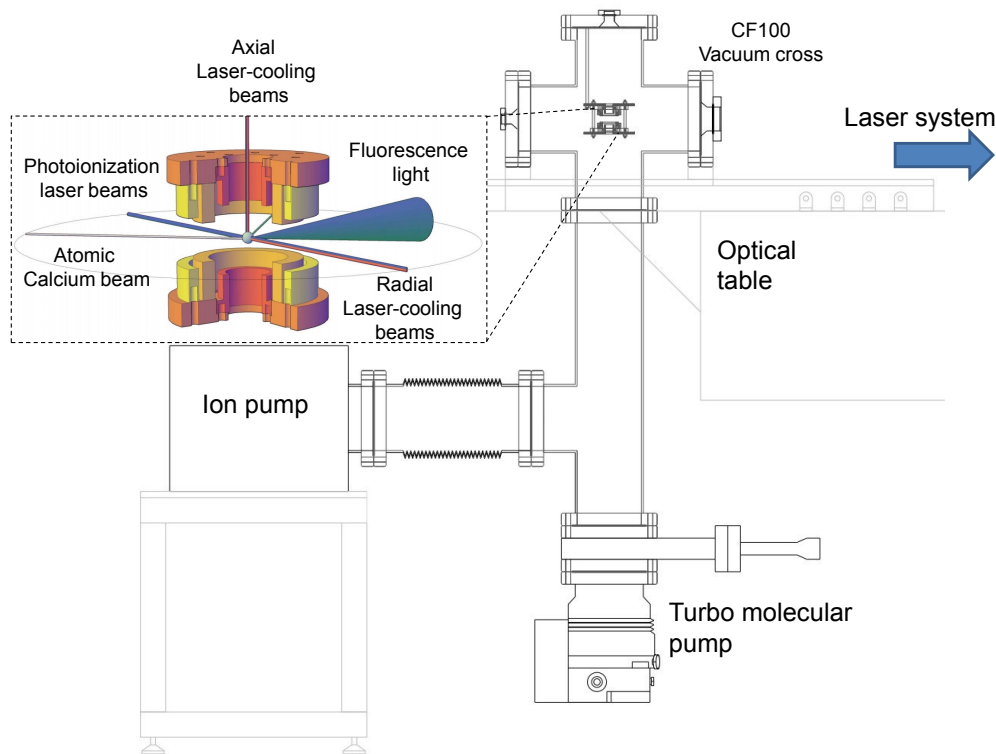 CF100
Vacuum cross
Axial
Laser-cooling
beams
Laser system
Photoionization
laser beams
Fluorescence
light
Atomic
Calcium beam
Radial
Laser-cooling
beams
Optical
table
Ion pump
Turbo molecular
pump